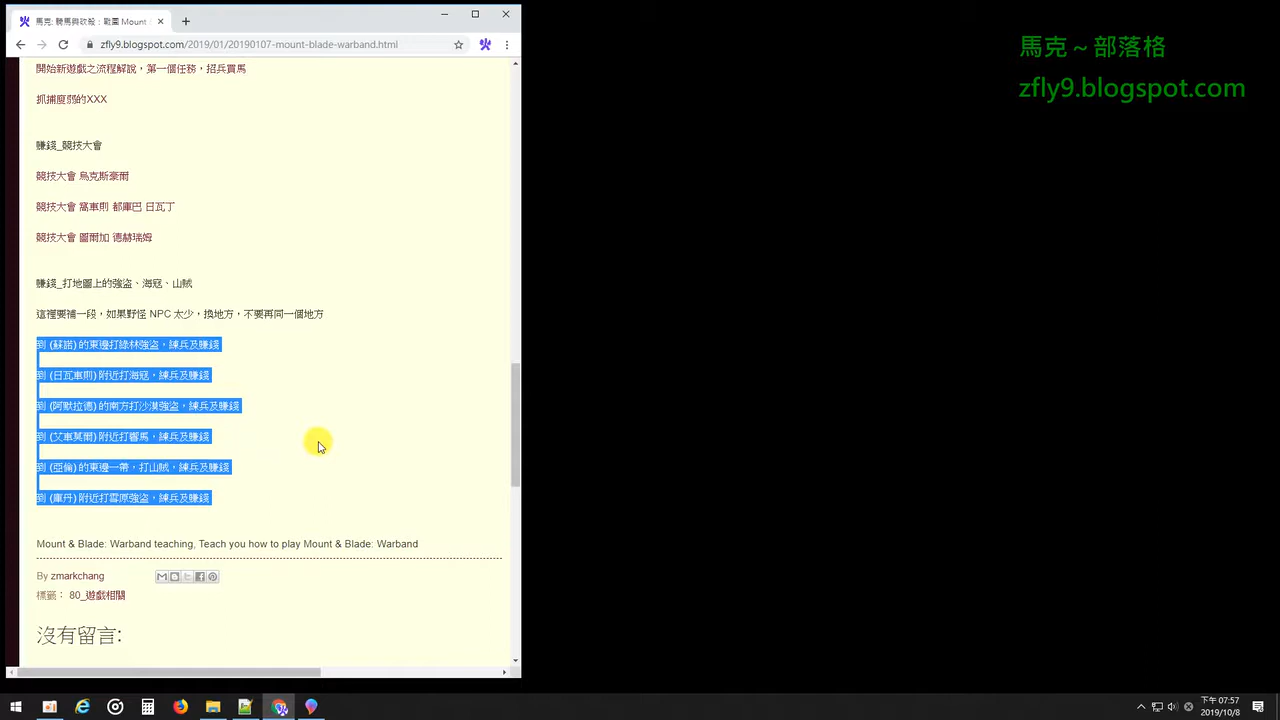 馬克: 騎馬與砍殺：戰團 Mount
zfly9.blogspot.com/2019/01/20190107-mount-blade-warband.html
開始新遊戲之流程解說，第一個任務，招兵買馬
抓捕瘦弱的XXX
賺錢_競技大會
競技大會 烏克斯豪爾
競技大會 窩車則 都庫巴 日瓦丁
競技大會 圖爾加 德赫瑞姆
賺錢_打地圖上的強盜、海寇、山賊
這裡要補一段，如果野怪 NPC 太少，換地方，不要再同一個地方
到 (蘇諾) 的東邊打綠林強盜，練兵及賺錢
到 (日瓦車則) 附近打海寇，練兵及賺錢
到 (阿默拉德) 的南方打沙漠強盜，練兵及賺錢
到 (艾車莫爾) 附近打響馬，練兵及賺錢
到 (亞倫) 的東邊一帶，打山賊，練兵及賺錢
到 (庫丹) 附近打雪原強盜，練兵及賺錢
Mount & Blade: Warband teaching, Teach you how to play Mount & Blade: Warband
By zmarkchang
標籤： 80_遊戲相關
沒有留言:
馬克～部落格
zfly9.blogspot.com
下午 07:57
2019/10/8